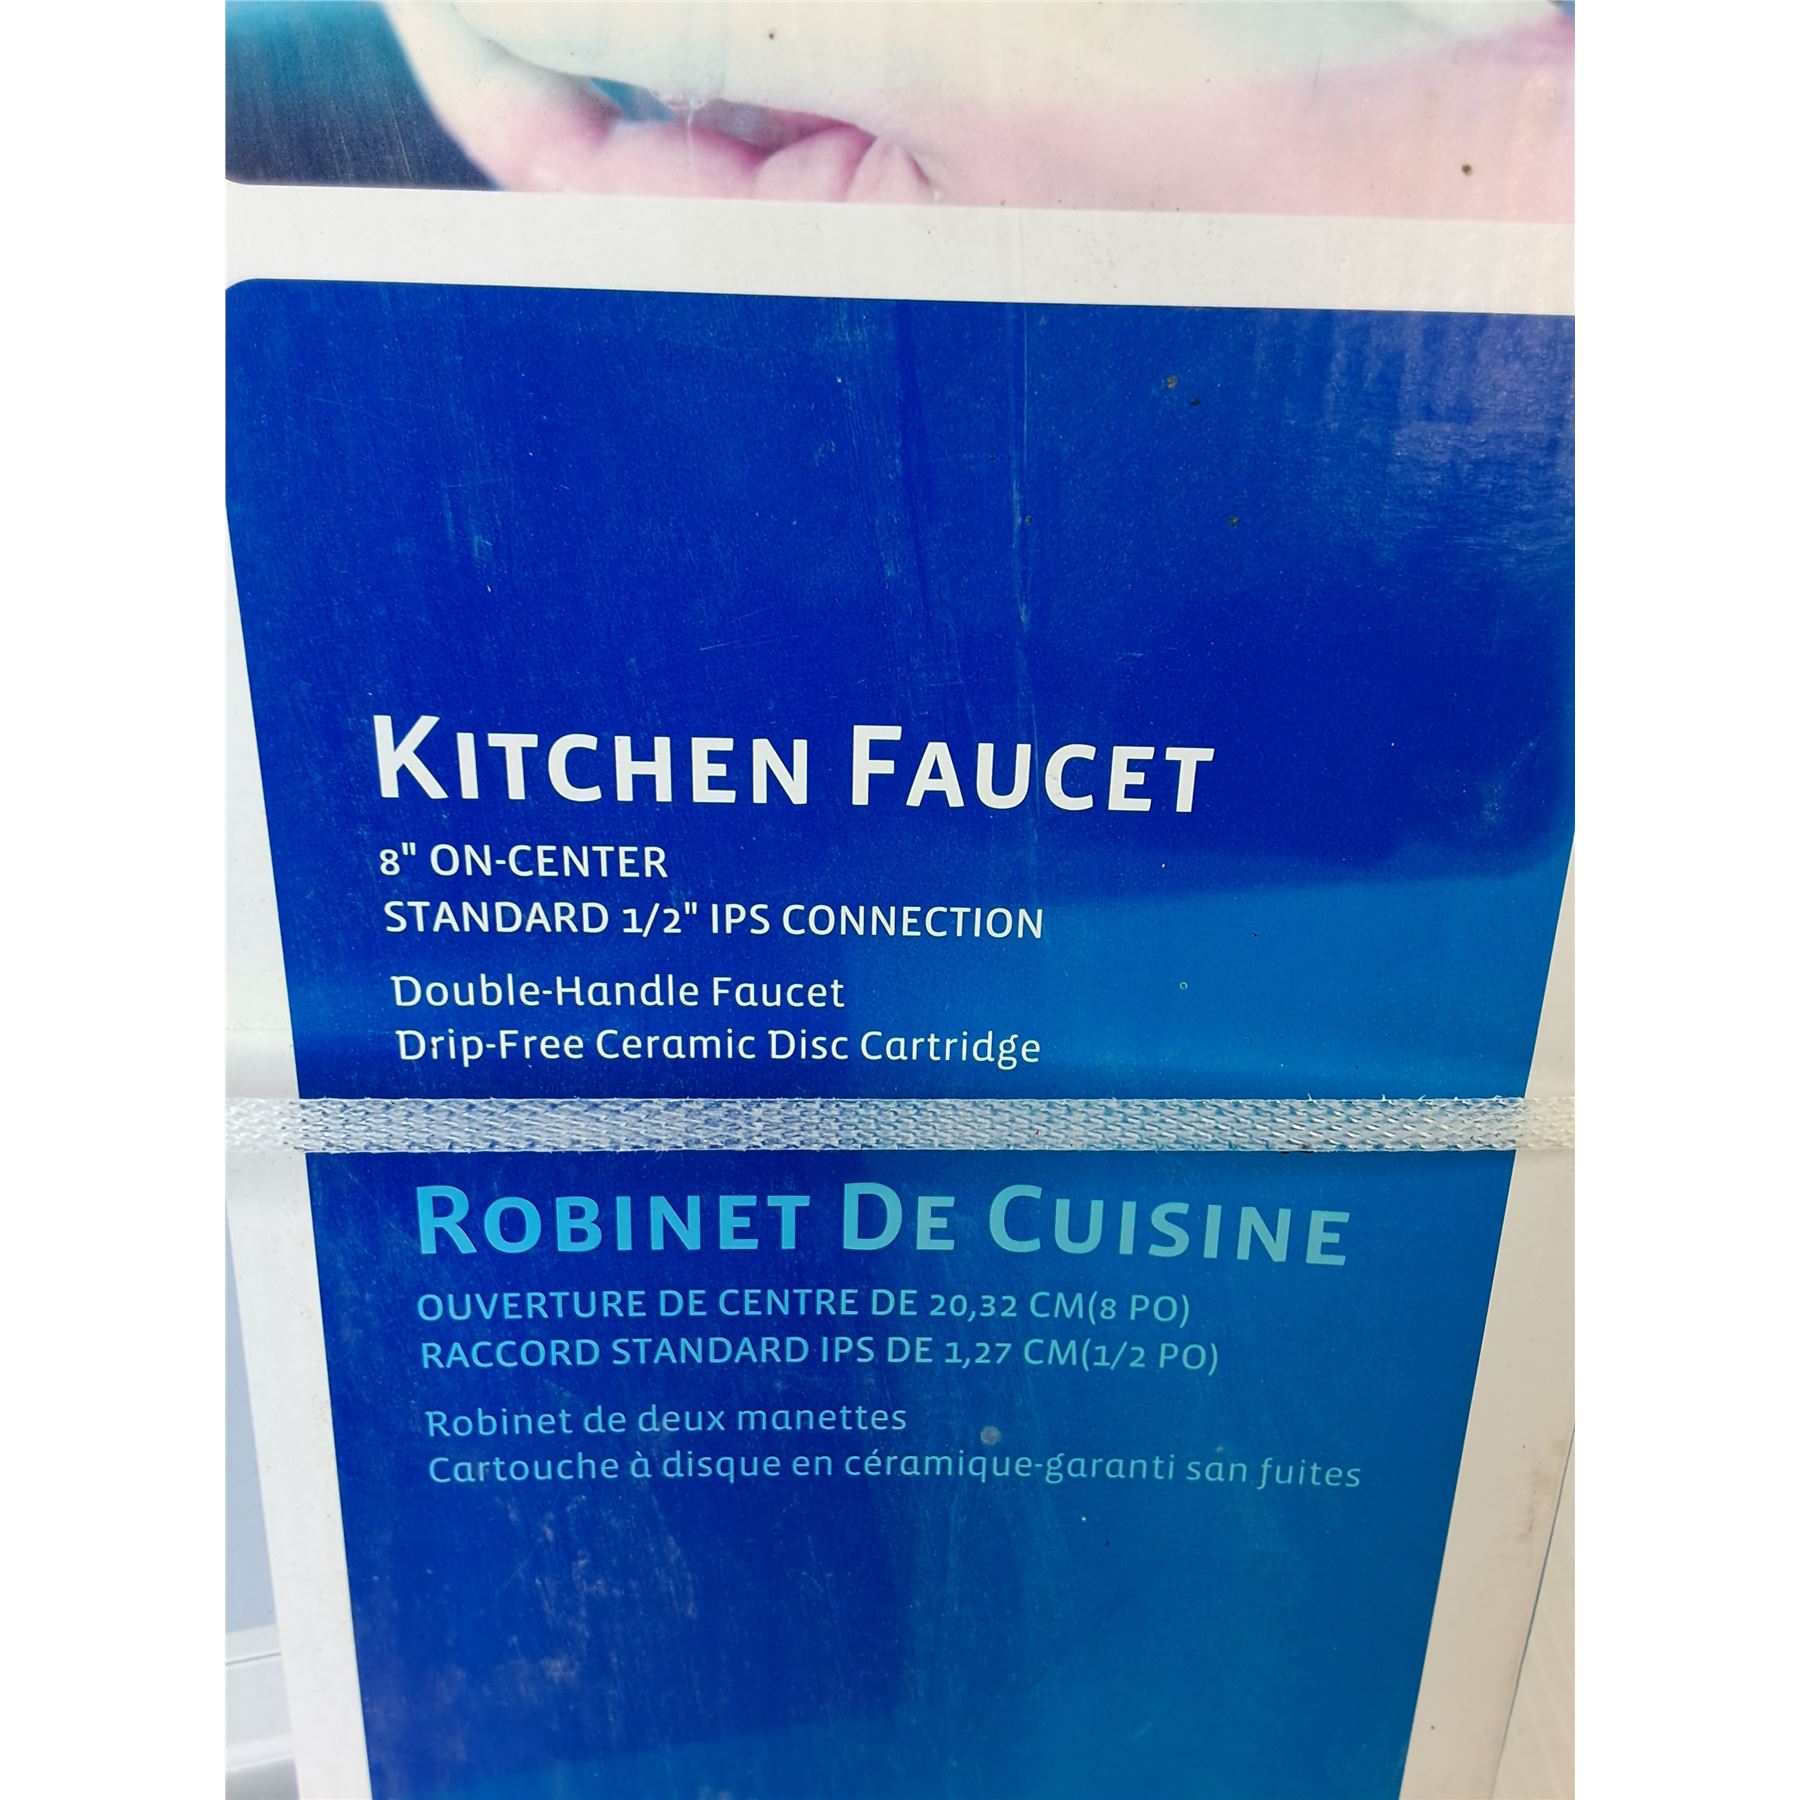 KITCHEN FAUCET
8" ON-CENTER
STANDARD 1/2" IPS CONNECTION
Double-Handle Faucet
Drip-Free Ceramic Disc Cartridge
ROBINET DE CUISINE
OUVERTURE DE CENTRE DE 20,32 CM(8 PO)
RACCORD STANDARD IPS DE 1,27 CM(1/2 PO)
Robinet de deux manettes
Cartouche à disque en céramique-garanti san fuites